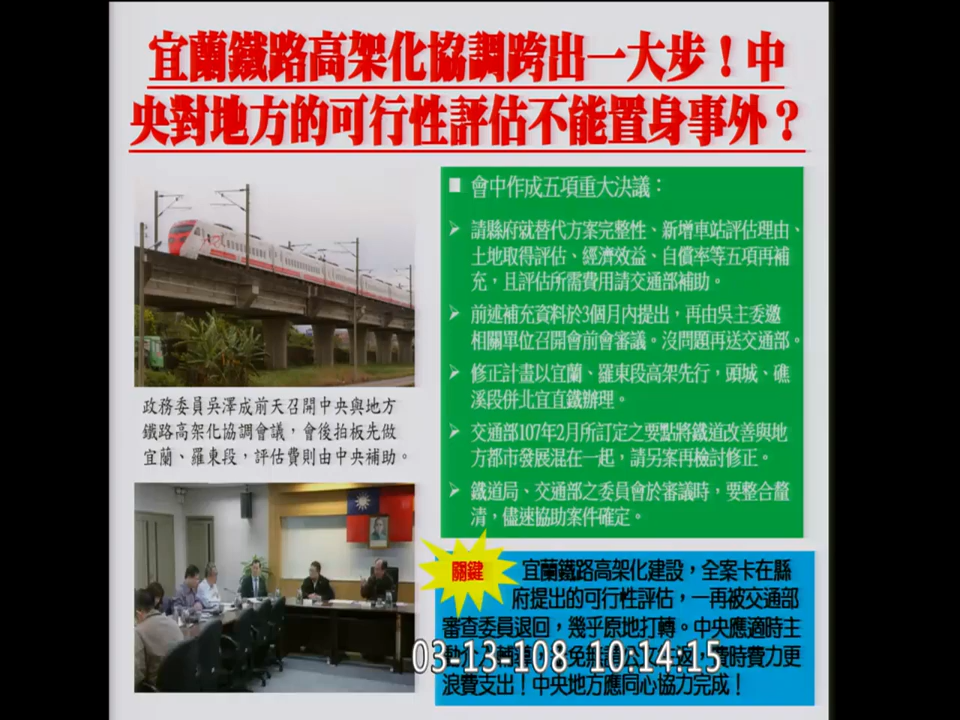 宜蘭鐵路高架化協調跨出一大步！中
央對地方的可行性評估不能置身事外？
政務委員吳澤成前天召開中央與地方
鐵路高架化協調會議，會後拍板先做
宜蘭、羅東段，評估費則由中央補助。
■ 會中作成五項重大決議：
➢ 請縣府就替代方案完整性、新增車站評估理由、
土地取得評估、經濟效益、自償率等五項再補
充，且評估所需費用請交通部補助。
➢ 前述補充資料於3個月內提出，再由吳主委邀
相關單位召開會前會審議。沒問題再送交通部。
➢ 修正計畫以宜蘭、羅東段高架先行，頭城、礁
溪段併北宜直鐵辦理。
➢ 交通部107年2月所訂定之要點將鐵道改善與地
方都市發展混在一起，請另案再檢討修正。
➢ 鐵道局、交通部之委員會於審議時，要整合釐
清，儘速協助案件確定。
關鍵
宜蘭鐵路高架化建設，全案卡在縣
府提出的可行性評估，一再被交通部
審查委員退回，幾乎原地打轉。中央應適時主
費時費力更
浪費支出！中央地方應同心協力完成！
03-13-108 10:14:15